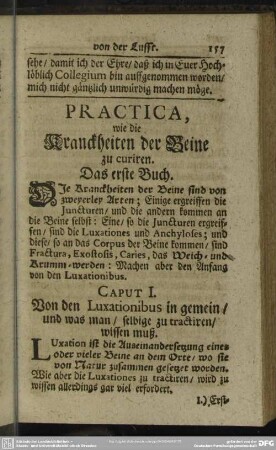 von der Lufft. 157
sehe / damit ich der Ehre / daß ich in Euer Hoch-
löblich Collegium bin auffgenommen worden /
mich nicht gäntzlich unwürdig machen möge.
PRACTICA,
wie die
Kranckheiten der Beine
zu curiren.
Das erste Buch.
DIe Kranckheiten der Beine sind von
zweyerley Arten; Einige ergreiffen die
Juncturen / und die andern kommen an
die Beine selbst: Eine / so die Juncturen ergreif-
fen / sind die Luxationes und Anchyloses; und
diese / so an das Corpus der Beine kommen / sind
Fractura, Exostosis, Caries, das Weich- und
Krumm-werden: Machen aber den Anfang
von den Luxationibus.
CAPUT I.
Von den Luxationibus in gemein /
und was man / selbige zu tractiren /
wissen muß.
LUxation ist die Auseinandersetzung eines
oder vieler Beine an dem Orte / wo sie
von Natur zusammen gesetzet worden.
Wie aber die Luxationes zu tractiren / wird zu
wissen allerdings gar viel erfordert.
1.) Erst-